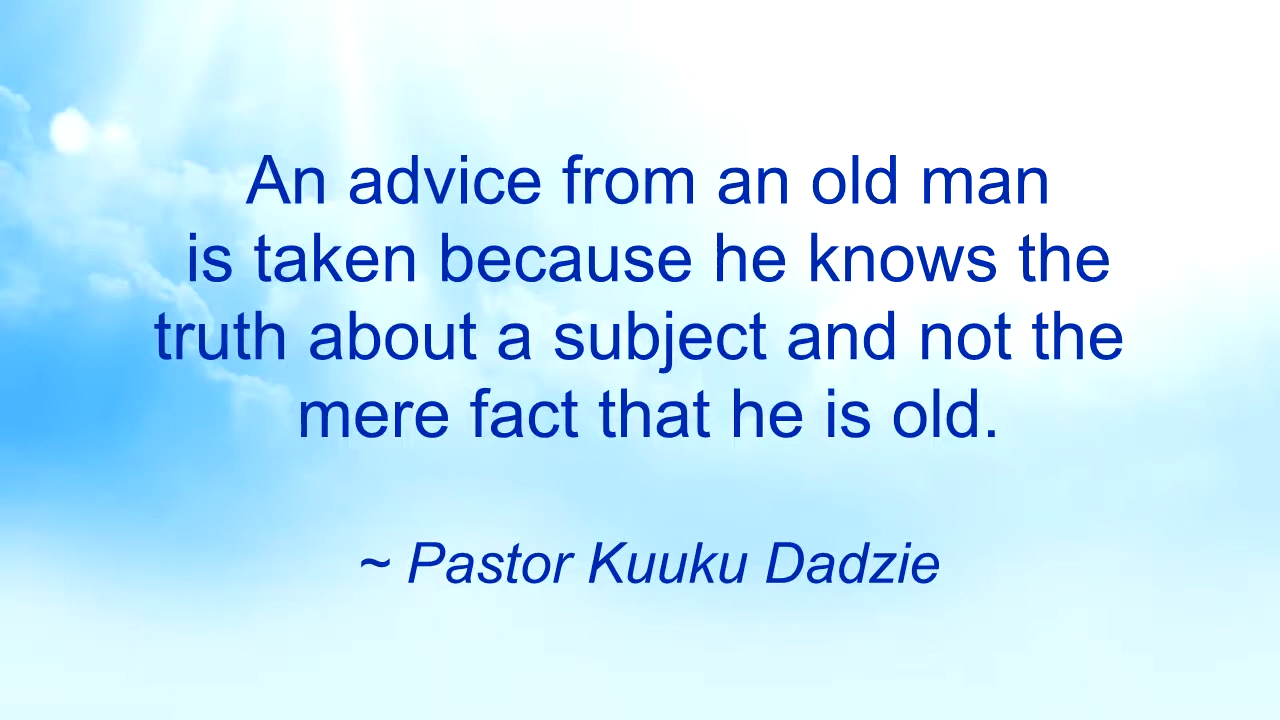 An advice from an old man
is taken because he knows the
truth about a subject and not the
mere fact that he is old.
~ Pastor Kuuku Dadzie